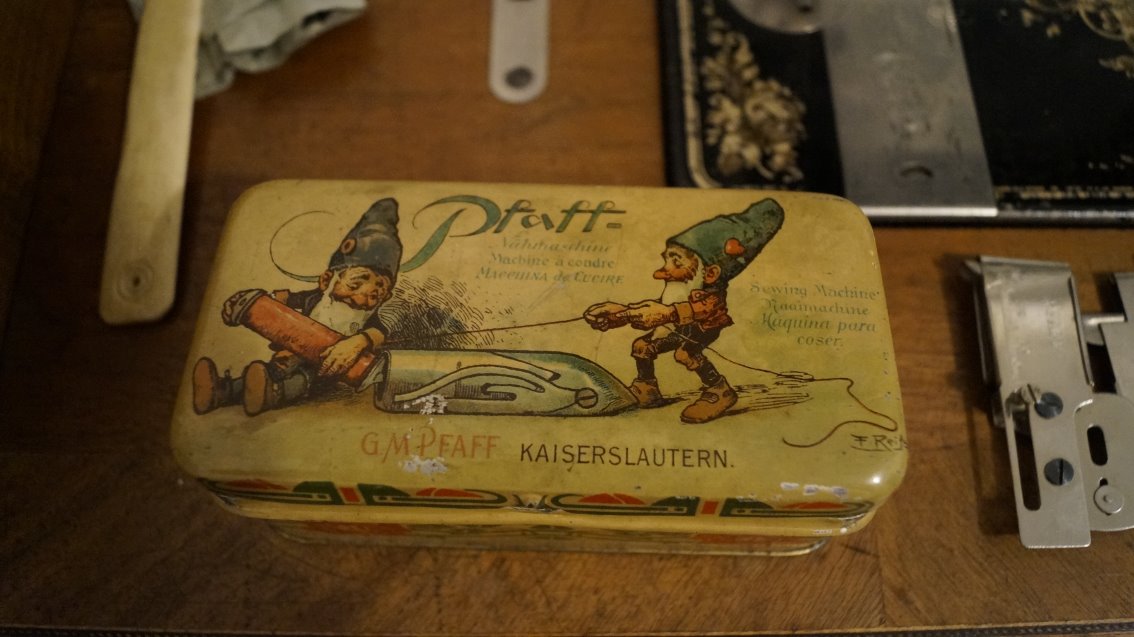 Pfaff-
Nähmaschine
Machine à coudre
Macchina da Cucire
Sewing Machine
Naaimachine
Maquina para
coser.
G.M. PFAFF KAISERSLAUTERN.